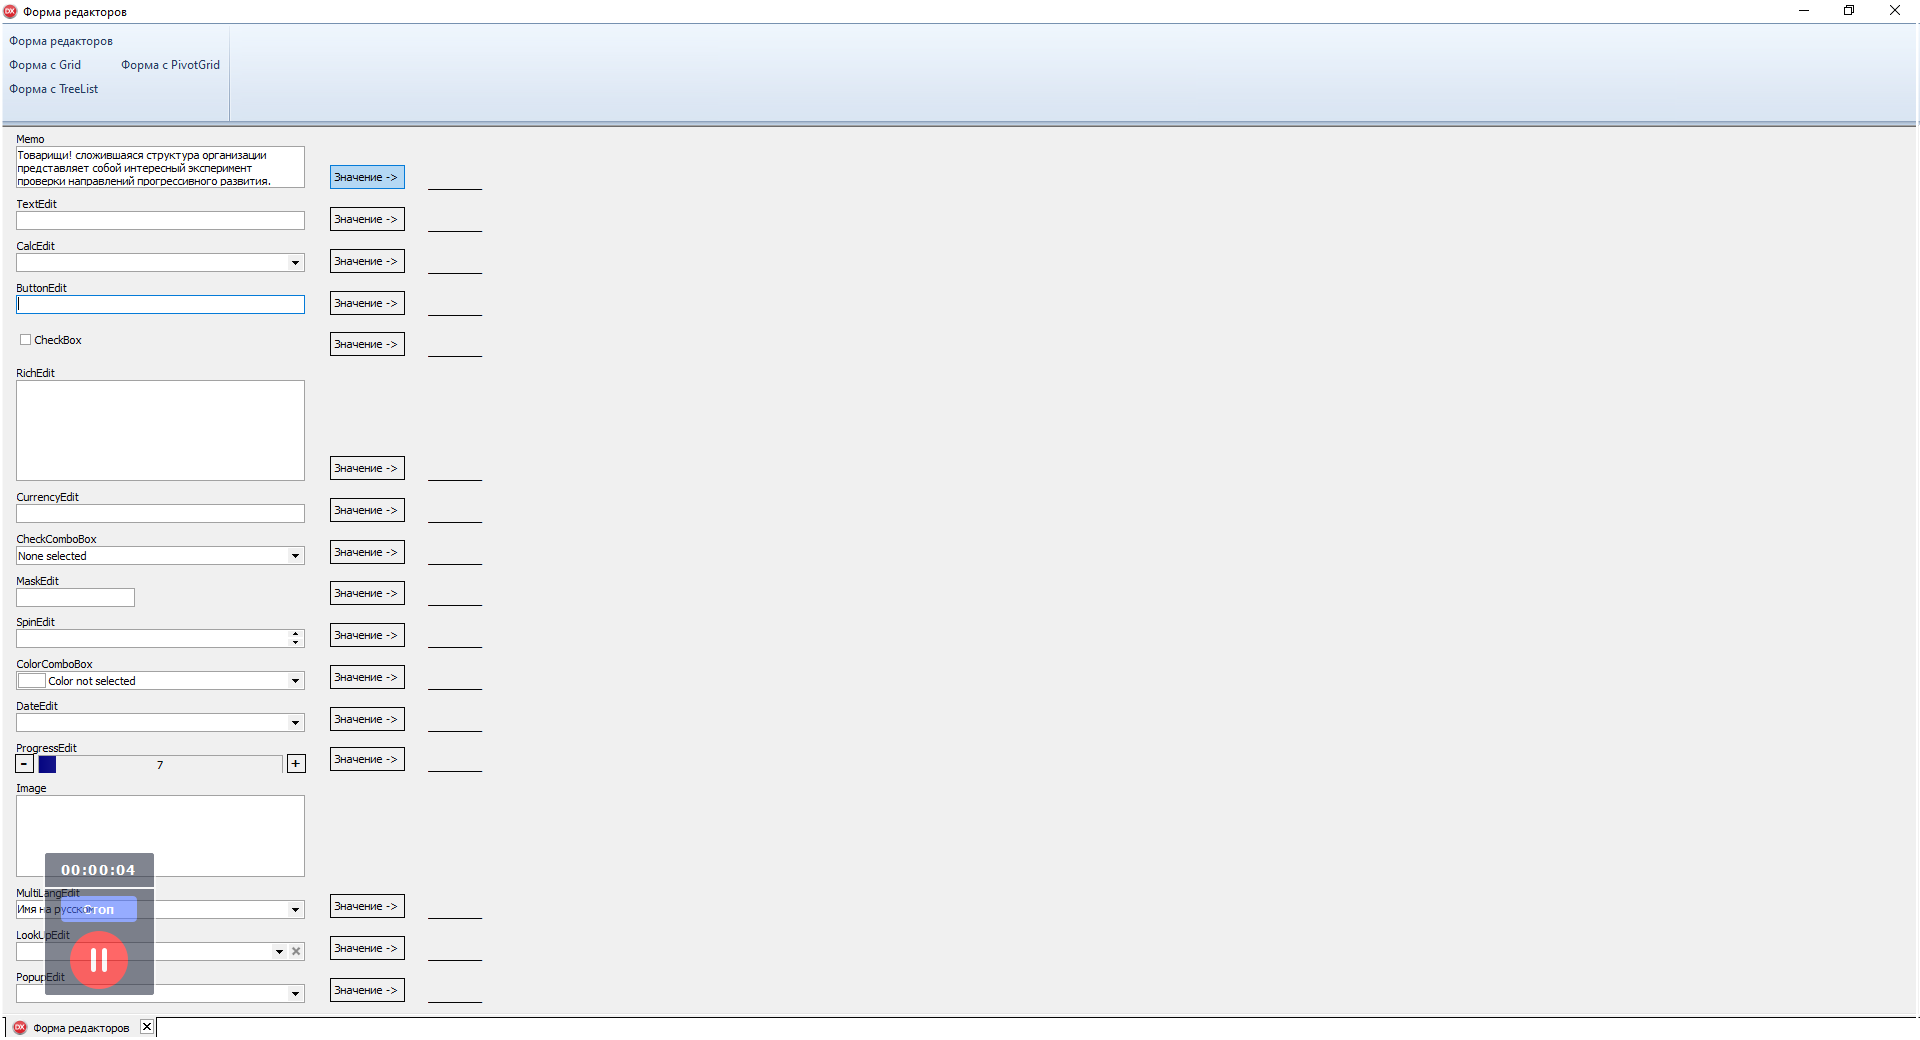 Форма редакторов
Форма редакторов
Форма с Grid
Форма с PivotGrid
Форма с TreeList
Memo
Товарищи! сложившаяся структура организации
представляет собой интересный эксперимент
проверки направлений прогрессивного развития.
Значение ->
TextEdit
Значение ->
CalcEdit
Значение ->
ButtonEdit
Значение ->
CheckBox
Значение ->
RichEdit
Значение ->
CurrencyEdit
Значение ->
CheckComboBox
None selected
Значение ->
MaskEdit
Значение ->
SpinEdit
Значение ->
ColorComboBox
Color not selected
Значение ->
DateEdit
Значение ->
ProgressEdit
-
7
+
Значение ->
Image
00:00:04
MultiLangEdit
Имя на русском
Стоп
Значение ->
LookUpEdit
Значение ->
PopupEdit
Значение ->
Форма редакторов